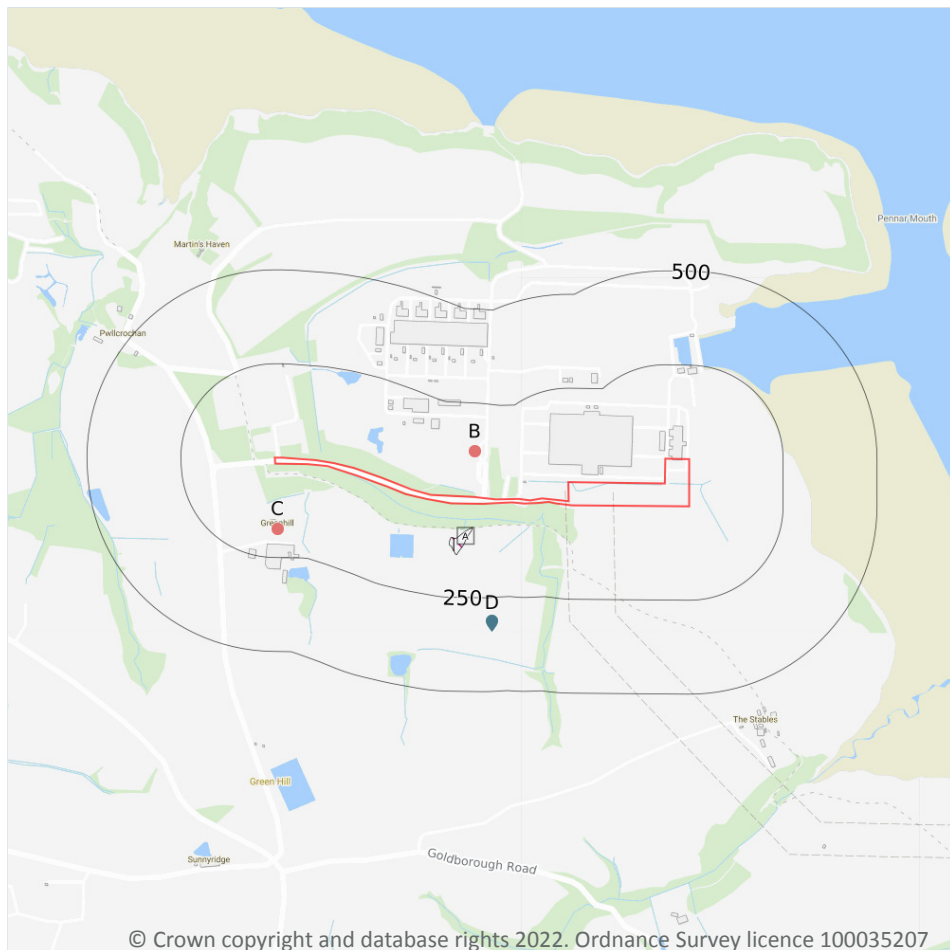 Pennar Mouth
Martin's Haven
500
Pwllcrochan
B
C
Greenhill
A
250
D
The Stables
Green Hill
Sunnyridge
Goldborough Road
© Crown copyright and database rights 2022. Ordnance Survey licence 100035207